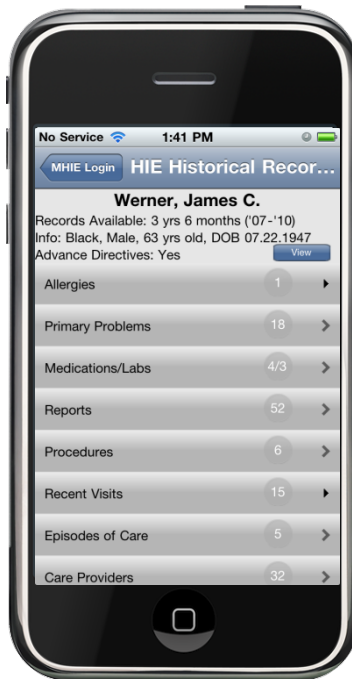 No Service 1:41 PM
MHIE Login HIE Historical Recor...
Werner, James C.
Records Available: 3 yrs 6 months ('07-'10)
Info: Black, Male, 63 yrs old, DOB 07.22.1947
Advance Directives: Yes View
Allergies 1
Primary Problems 18
Medications/Labs 4/3
Reports 52
Procedures 6
Recent Visits 15
Episodes of Care 5
Care Providers 32